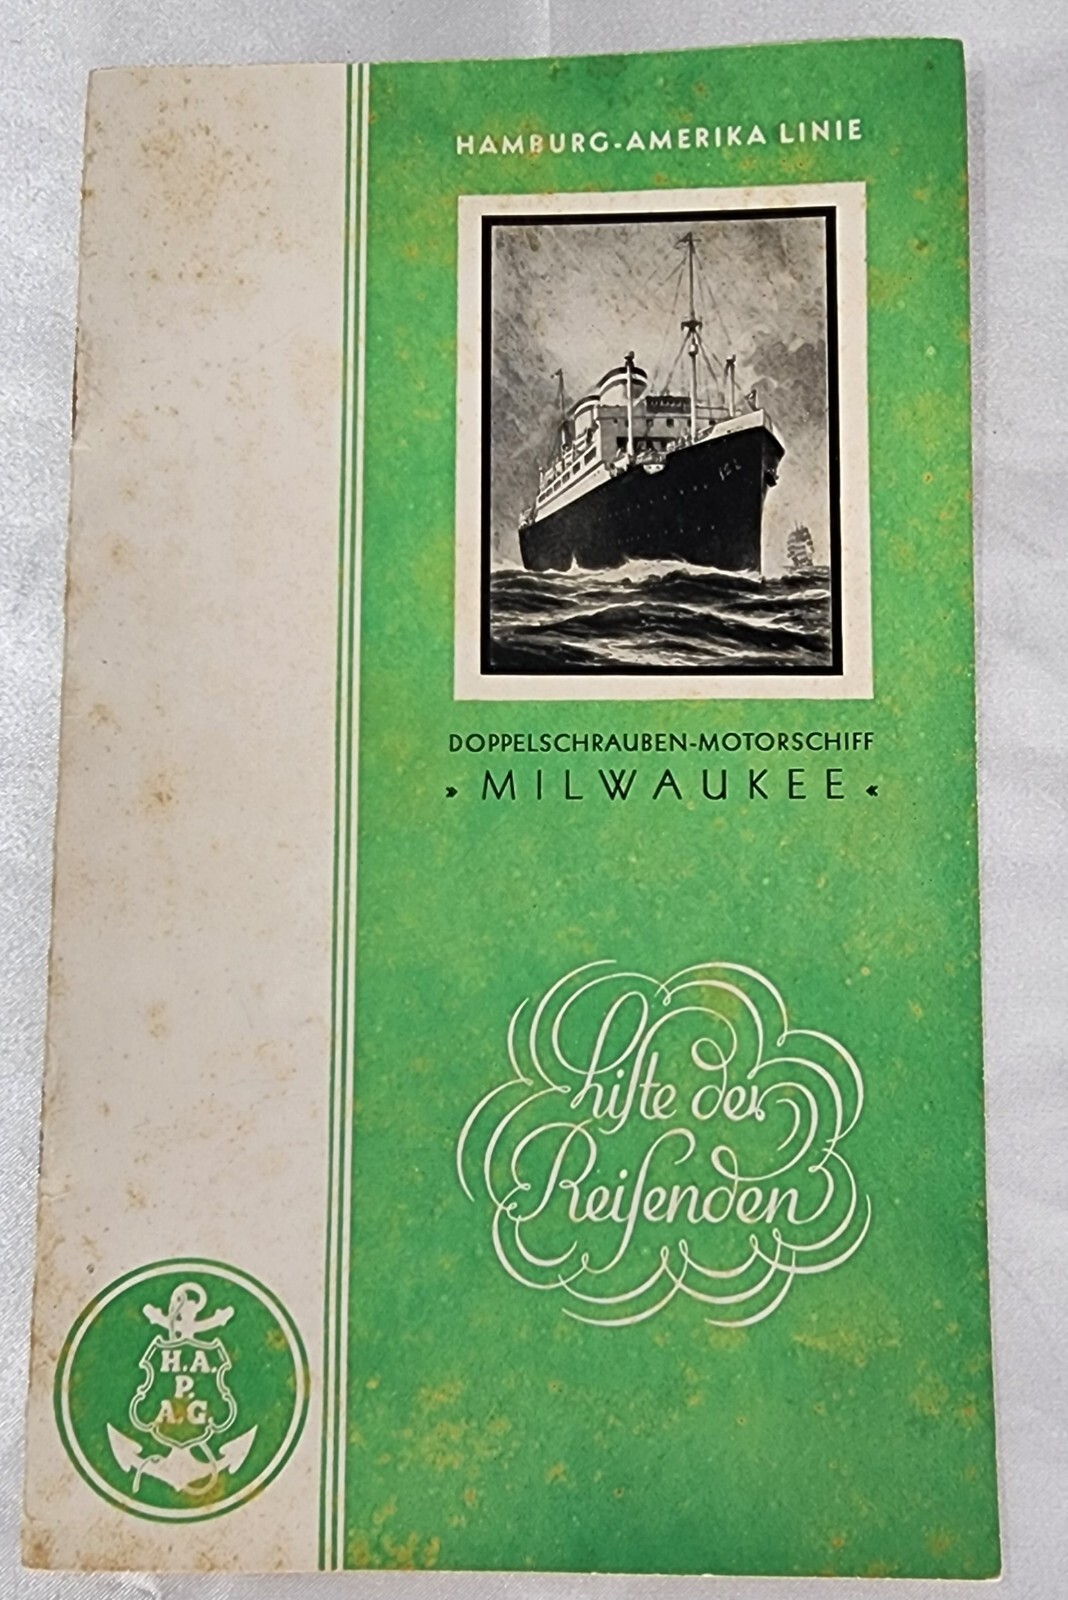 HAMBURG-AMERIKA LINIE
DOPPELSCHRAUBEN-MOTORSCHIFF
» MILWAUKEE «
Liſte der
Reiſenden
H.A.
P.
A.G.